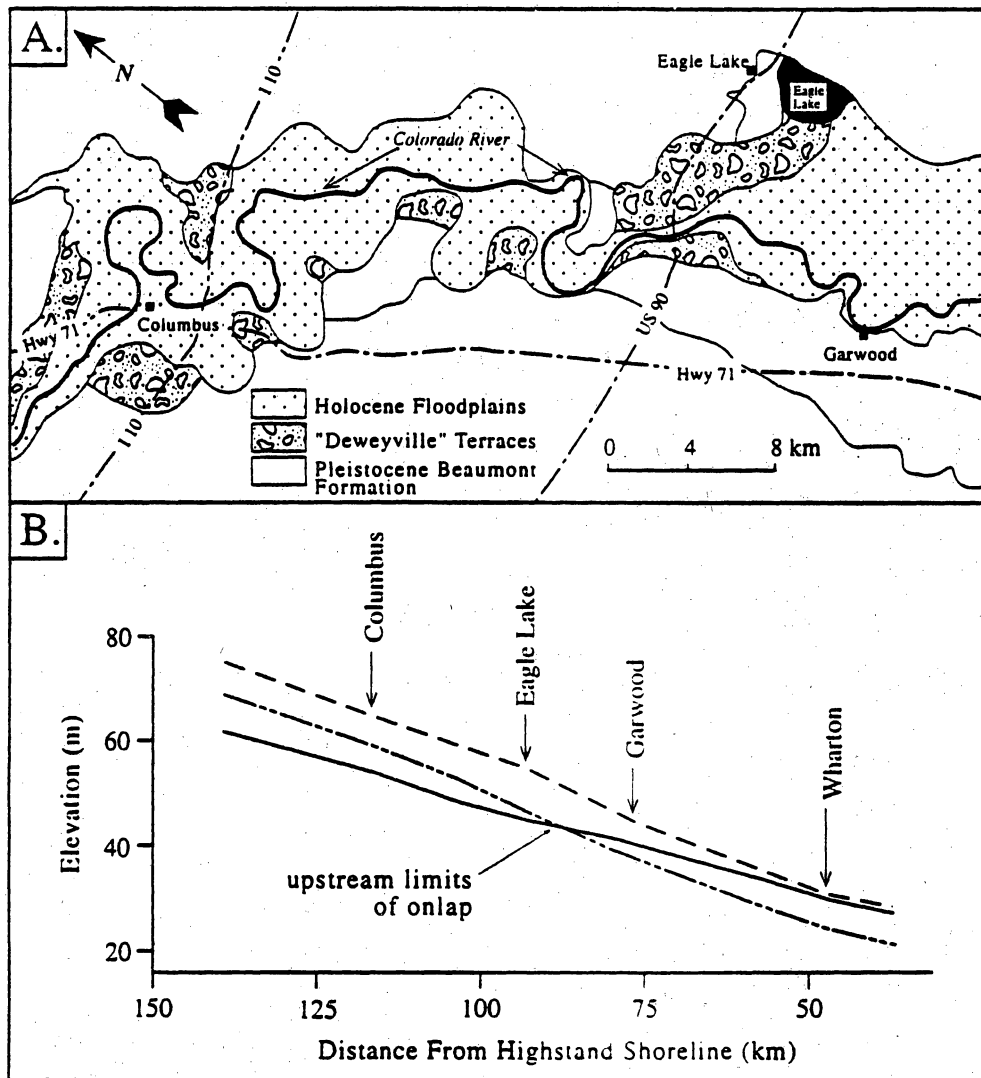 A.
N
I 10
Eagle Lake
Eagle
Lake
Colorado River
Hwy 71
Columbus
I 10
US 90
Garwood
Hwy 71
Holocene Floodplains
"Deweyville" Terraces
Pleistocene Beaumont
Formation
0 4 8 km
B.
Columbus
Eagle Lake
Garwood
Wharton
80
60
40
20
Elevation (m)
upstream limits
of onlap
150 125 100 75 50
Distance From Highstand Shoreline (km)